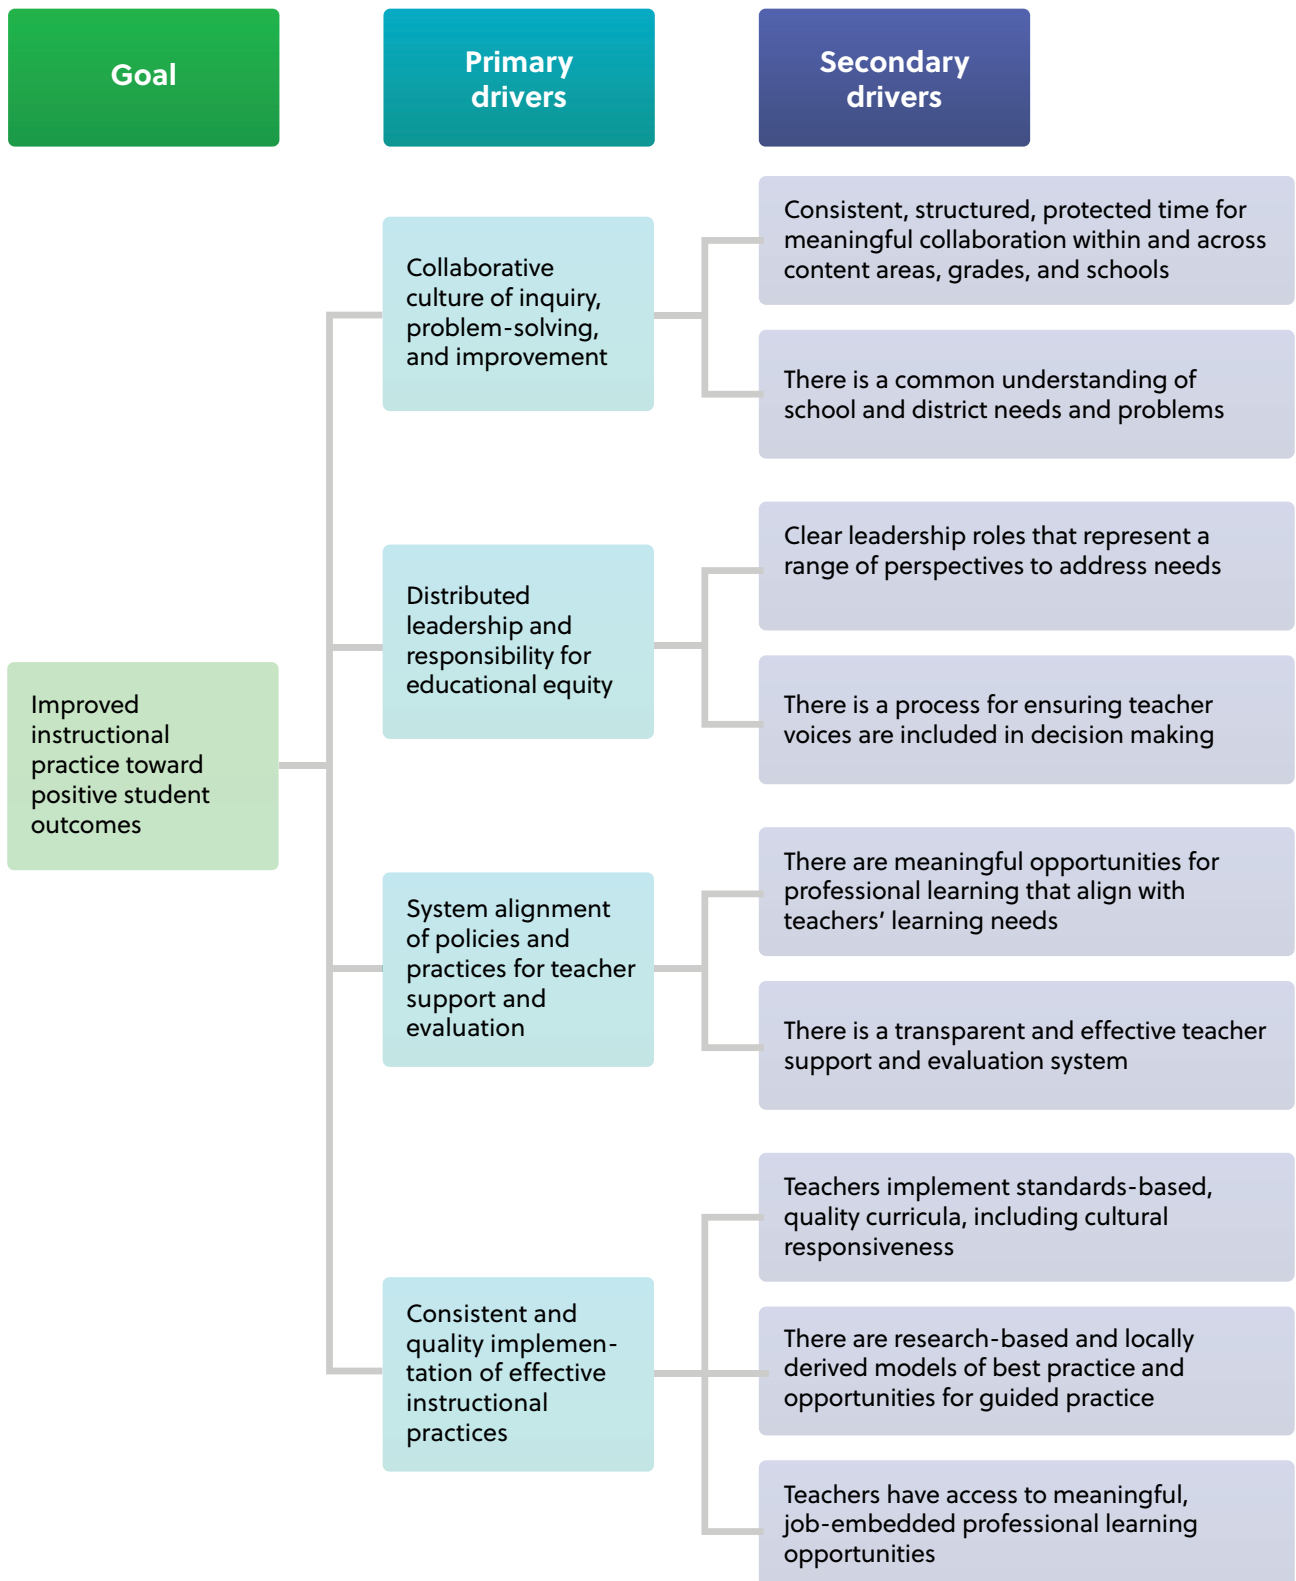 Goal
Primary
drivers
Secondary
drivers
Improved
instructional
practice toward
positive student
outcomes
Collaborative
culture of inquiry,
problem-solving,
and improvement
Consistent, structured, protected time for
meaningful collaboration within and across
content areas, grades, and schools
There is a common understanding of
school and district needs and problems
Distributed
leadership and
responsibility for
educational equity
Clear leadership roles that represent a
range of perspectives to address needs
There is a process for ensuring teacher
voices are included in decision making
System alignment
of policies and
practices for teacher
support and
evaluation
There are meaningful opportunities for
professional learning that align with
teachers’ learning needs
There is a transparent and effective teacher
support and evaluation system
Consistent and
quality implemen-
tation of effective
instructional
practices
Teachers implement standards-based,
quality curricula, including cultural
responsiveness
There are research-based and locally
derived models of best practice and
opportunities for guided practice
Teachers have access to meaningful,
job-embedded professional learning
opportunities